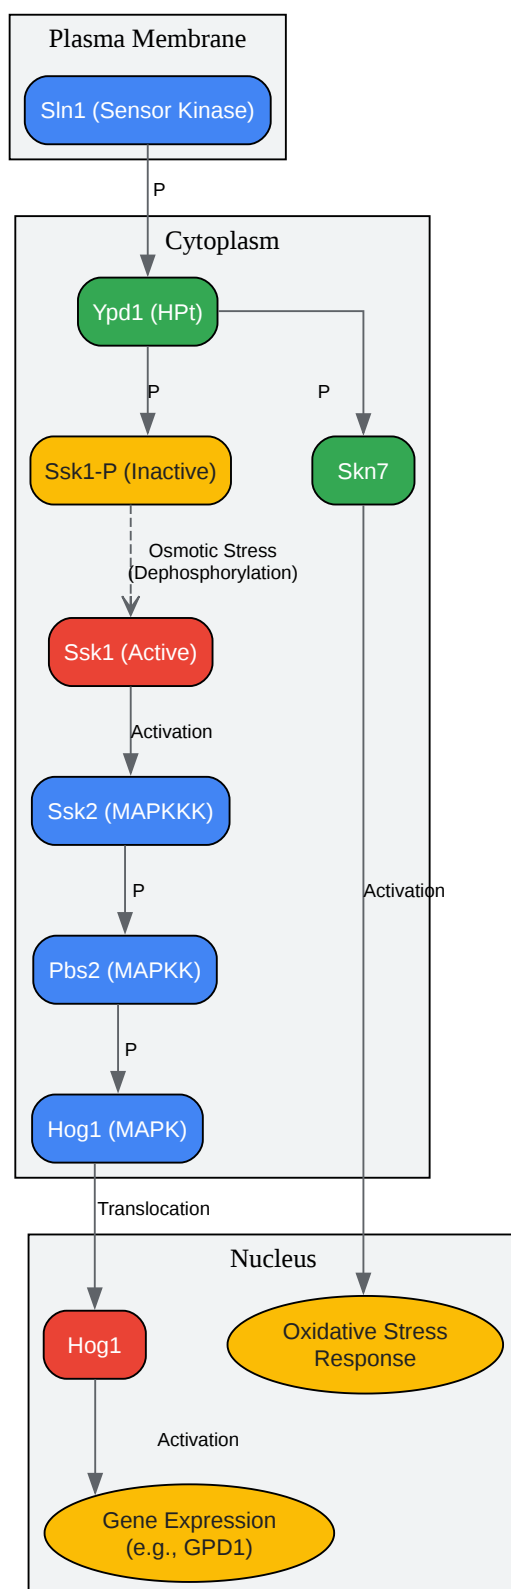 Plasma Membrane
Sln1 (Sensor Kinase)
P
Cytoplasm
Ypd1 (HPt)
P
P
Ssk1-P (Inactive)
Skn7
Osmotic Stress
(Dephosphorylation)
Ssk1 (Active)
Activation
Ssk2 (MAPKKK)
P
Activation
Pbs2 (MAPKK)
P
Hog1 (MAPK)
Translocation
Nucleus
Hog1
Oxidative Stress
Response
Activation
Gene Expression
(e.g., GPD1)